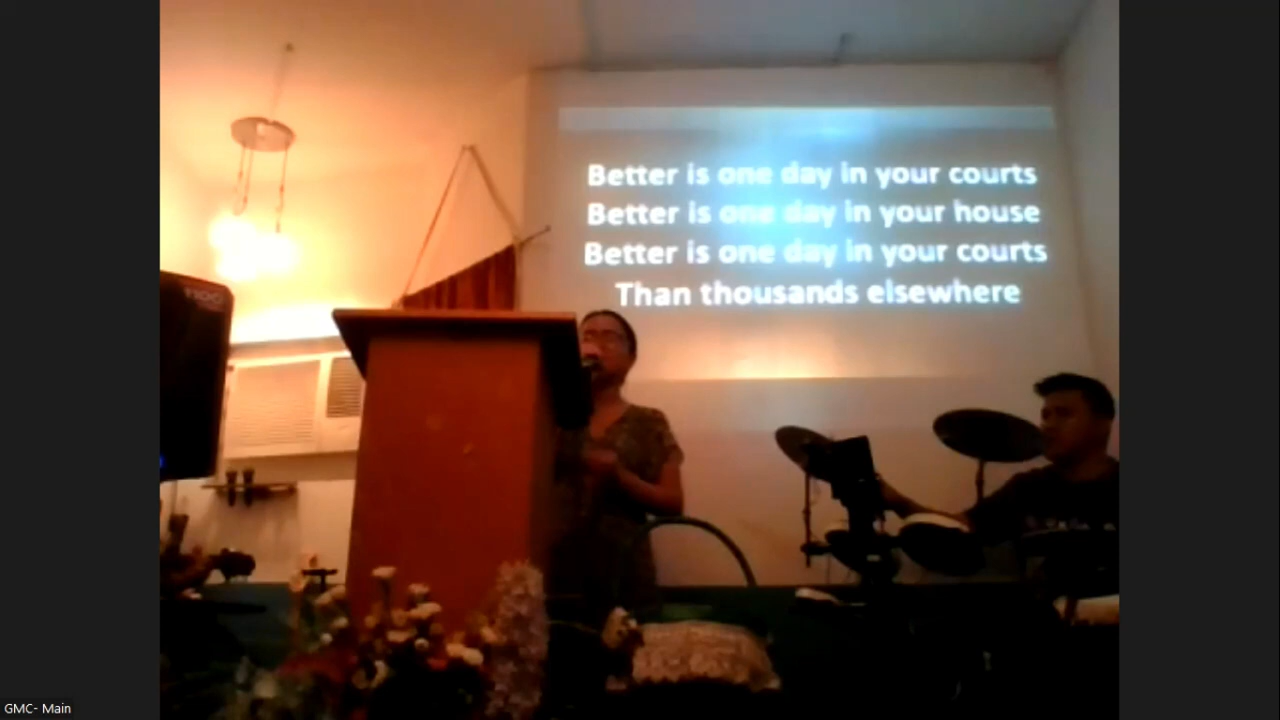 Better is one day in your courts
Better is one day in your house
Better is one day in your courts
Than thousands elsewhere
GMC- Main